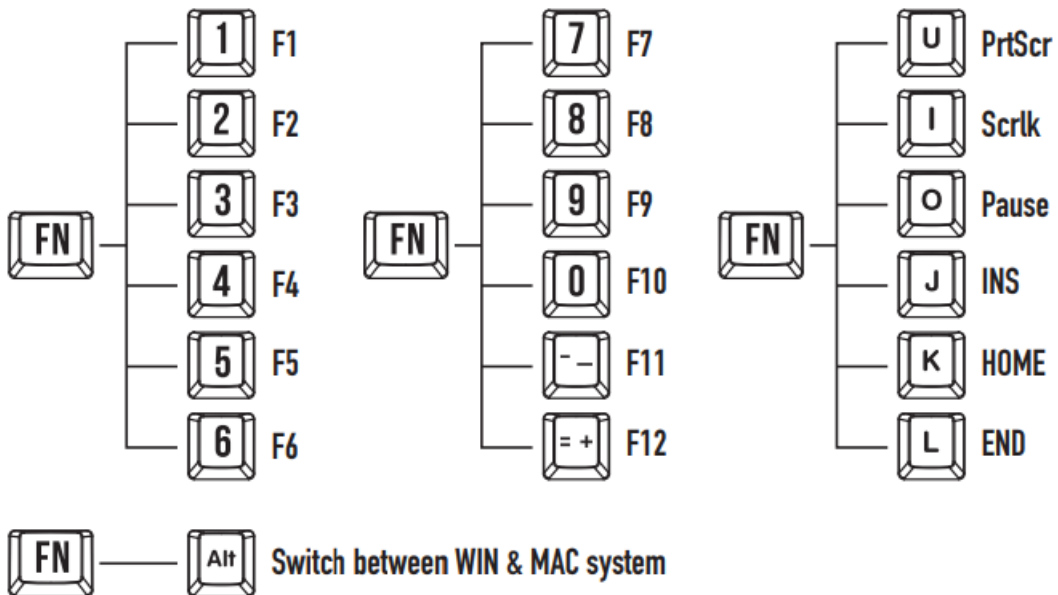 1 F1 7 F7 U PrtScr
2 F2 8 F8 I Scrlk
3 F3 9 F9 O Pause
FN FN FN
4 F4 0 F10 J INS
5 F5 - _ F11 K HOME
6 F6 = + F12 L END
FN Alt Switch between WIN & MAC system